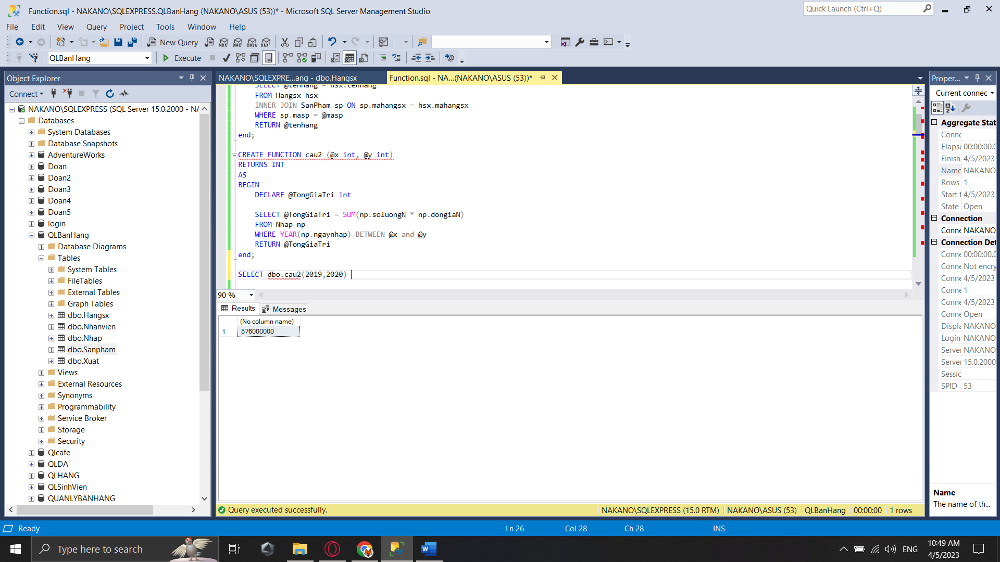 Function.sql - NAKANO\SQLEXPRESS.QLBanHang (NAKANO\ASUS (53))* - Microsoft SQL Server Management Studio
Quick Launch (Ctrl+Q)
File Edit View Query Project Tools Window Help
New Query MDX DMX XMLA DAX
QLBanHang Execute
Object Explorer
Connect
NAKANO\SQLEXPRESS (SQL Server 15.0.2000 - NA
Databases
System Databases
Database Snapshots
AdventureWorks
Doan
Doan2
Doan3
Doan4
Doan5
login
QLBanHang
Database Diagrams
Tables
System Tables
FileTables
External Tables
Graph Tables
dbo.Hangsx
dbo.Nhanvien
dbo.Nhap
dbo.Sanpham
dbo.Xuat
Views
External Resources
Synonyms
Programmability
Service Broker
Storage
Security
Qlcafe
QLDA
QLHANG
QLSinhVien
QUANLYBANHANG
NAKANO\SQLEXPRE...ang - dbo.Hangsx
Function.sql - NA...(NAKANO\ASUS (53))*
SELECT @tenhang = hsx.tenhang
FROM Hangsx hsx
INNER JOIN SanPham sp ON sp.mahangsx = hsx.mahangsx
WHERE sp.masp = @masp
RETURN @tenhang
end;
CREATE FUNCTION cau2 (@x int, @y int)
RETURNS INT
AS
BEGIN
DECLARE @TongGiaTri int
SELECT @TongGiaTri = SUM(np.soluongN * np.dongiaN)
FROM Nhap np
WHERE YEAR(np.ngaynhap) BETWEEN @x and @y
RETURN @TongGiaTri
end;
SELECT dbo.cau2(2019,2020)
90 %
Results Messages
(No column name)
1 576000000
Query executed successfully.
NAKANO\SQLEXPRESS (15.0 RTM) NAKANO\ASUS (53) QLBanHang 00:00:00 1 rows
Proper...
Current connec
Aggregate Stat
Conne
Elapse 00:00:00.0
Finish 4/5/2023
Name NAKANO
Rows 1
Start t 4/5/2023
State Open
Connection
Conne NAKANO
Connection Det
Conne 00:00:00.0
Conne Not encry
Conne 4/5/2023
Conne 1
Conne 4/5/2023
Conne Open
Displa NAKANO
Login NAKANO
Server NAKANO
Server 15.0.2000
Sessic
SPID 53
Name
The name of th...
Ready
Ln 26 Col 28 Ch 28 INS
Type here to search
ENG
10:49 AM
4/5/2023